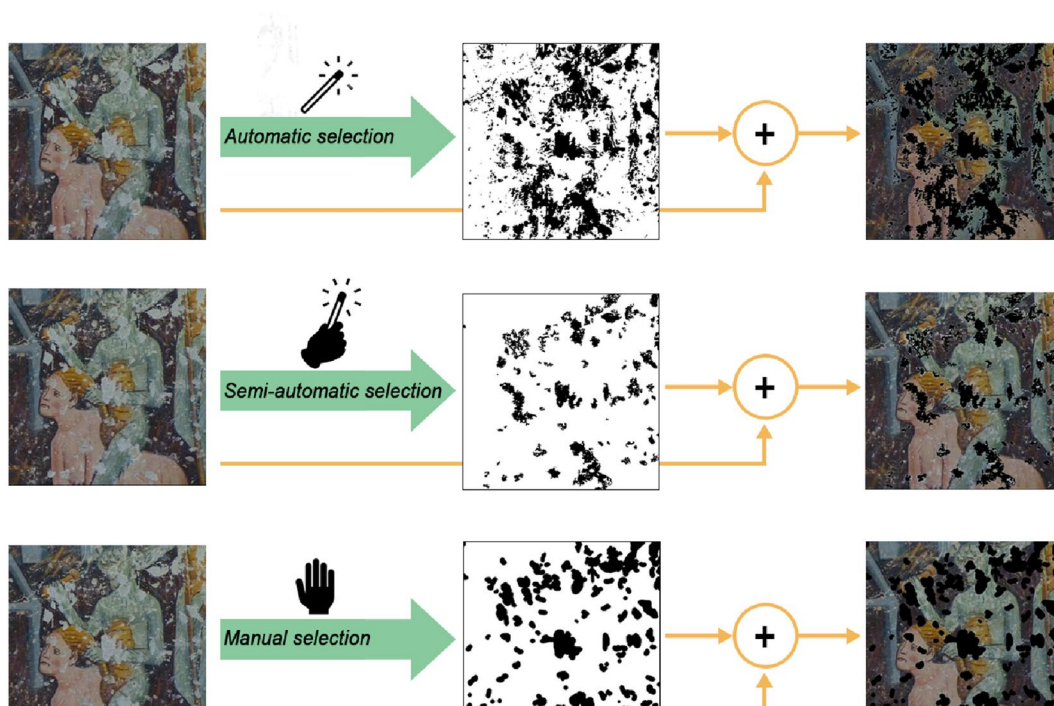 Automatic selection
+
Semi-automatic selection
+
Manual selection
+